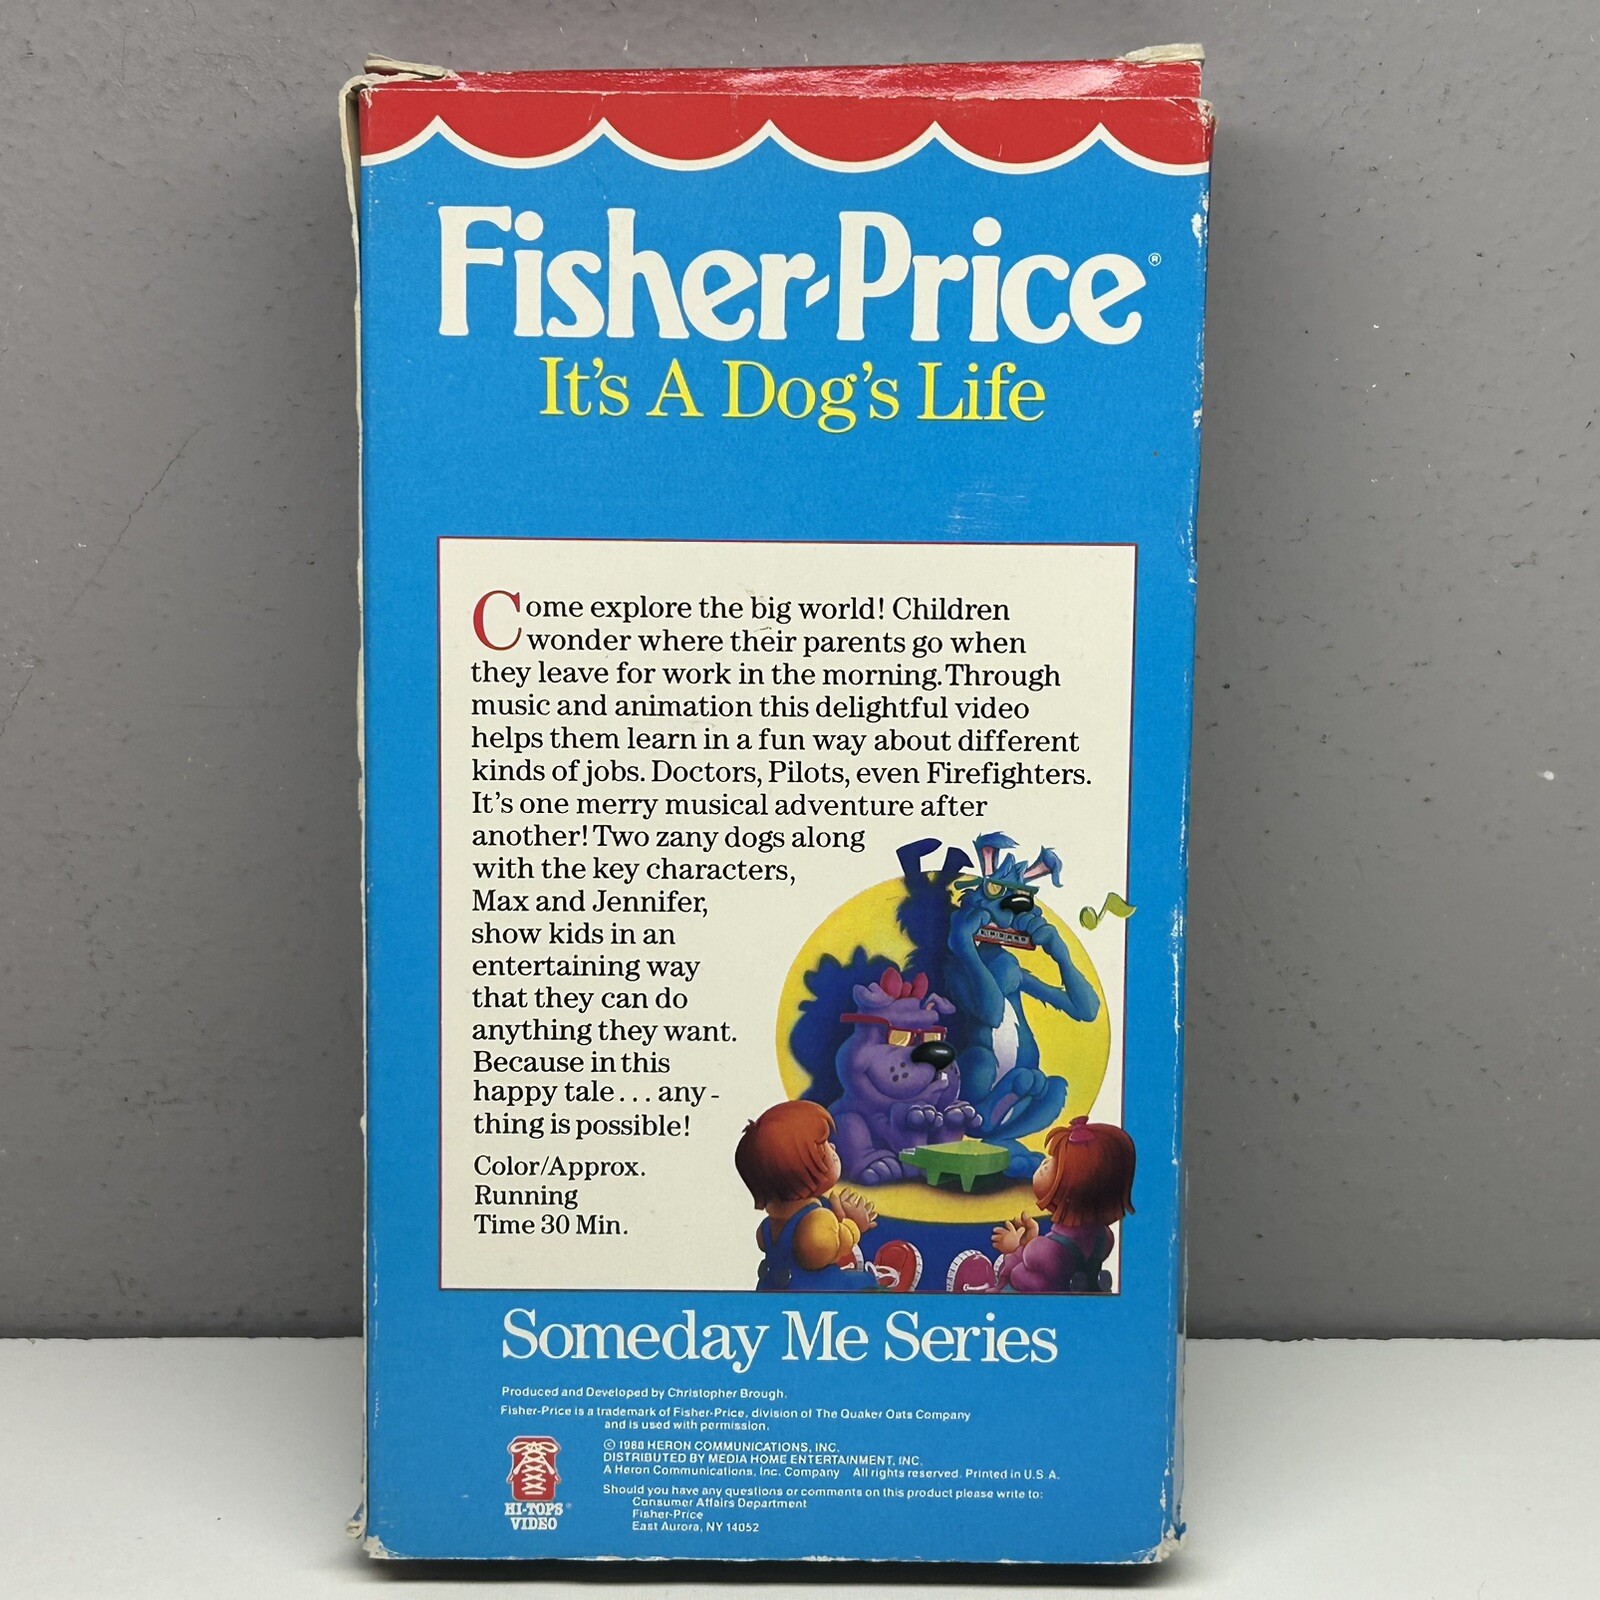 Fisher-Price®
It's A Dog's Life
Come explore the big world! Children
wonder where their parents go when
they leave for work in the morning. Through
music and animation this delightful video
helps them learn in a fun way about different
kinds of jobs. Doctors, Pilots, even Firefighters.
It's one merry musical adventure after
another! Two zany dogs along
with the key characters,
Max and Jennifer,
show kids in an
entertaining way
that they can do
anything they want.
Because in this
happy tale... any-
thing is possible!
Color/Approx.
Running
Time 30 Min.
Someday Me Series
Produced and Developed by Christopher Brough.
Fisher-Price is a trademark of Fisher-Price, division of The Quaker Oats Company
and is used with permission.
© 1988 HERON COMMUNICATIONS, INC.
DISTRIBUTED BY MEDIA HOME ENTERTAINMENT, INC.
A Heron Communications, Inc. Company All rights reserved. Printed in U.S.A.
Should you have any questions or comments on this product please write to:
Consumer Affairs Department
Fisher-Price
East Aurora, NY 14052
HI-TOPS®
VIDEO